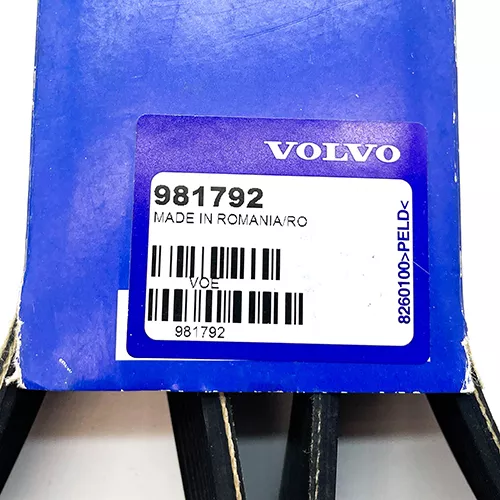 VOLVO
981792
MADE IN ROMANIA/RO
VOE
981792
8260100>PELD<